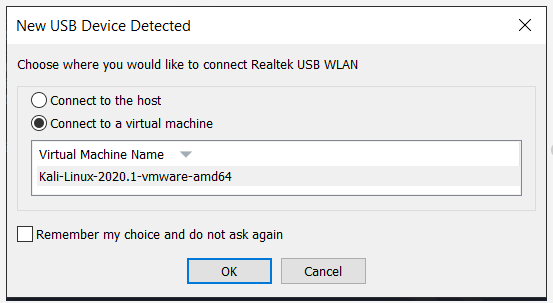 New USB Device Detected
Choose where you would like to connect Realtek USB WLAN
Connect to the host
Connect to a virtual machine
Virtual Machine Name
Kali-Linux-2020.1-vmware-amd64
Remember my choice and do not ask again
OK Cancel